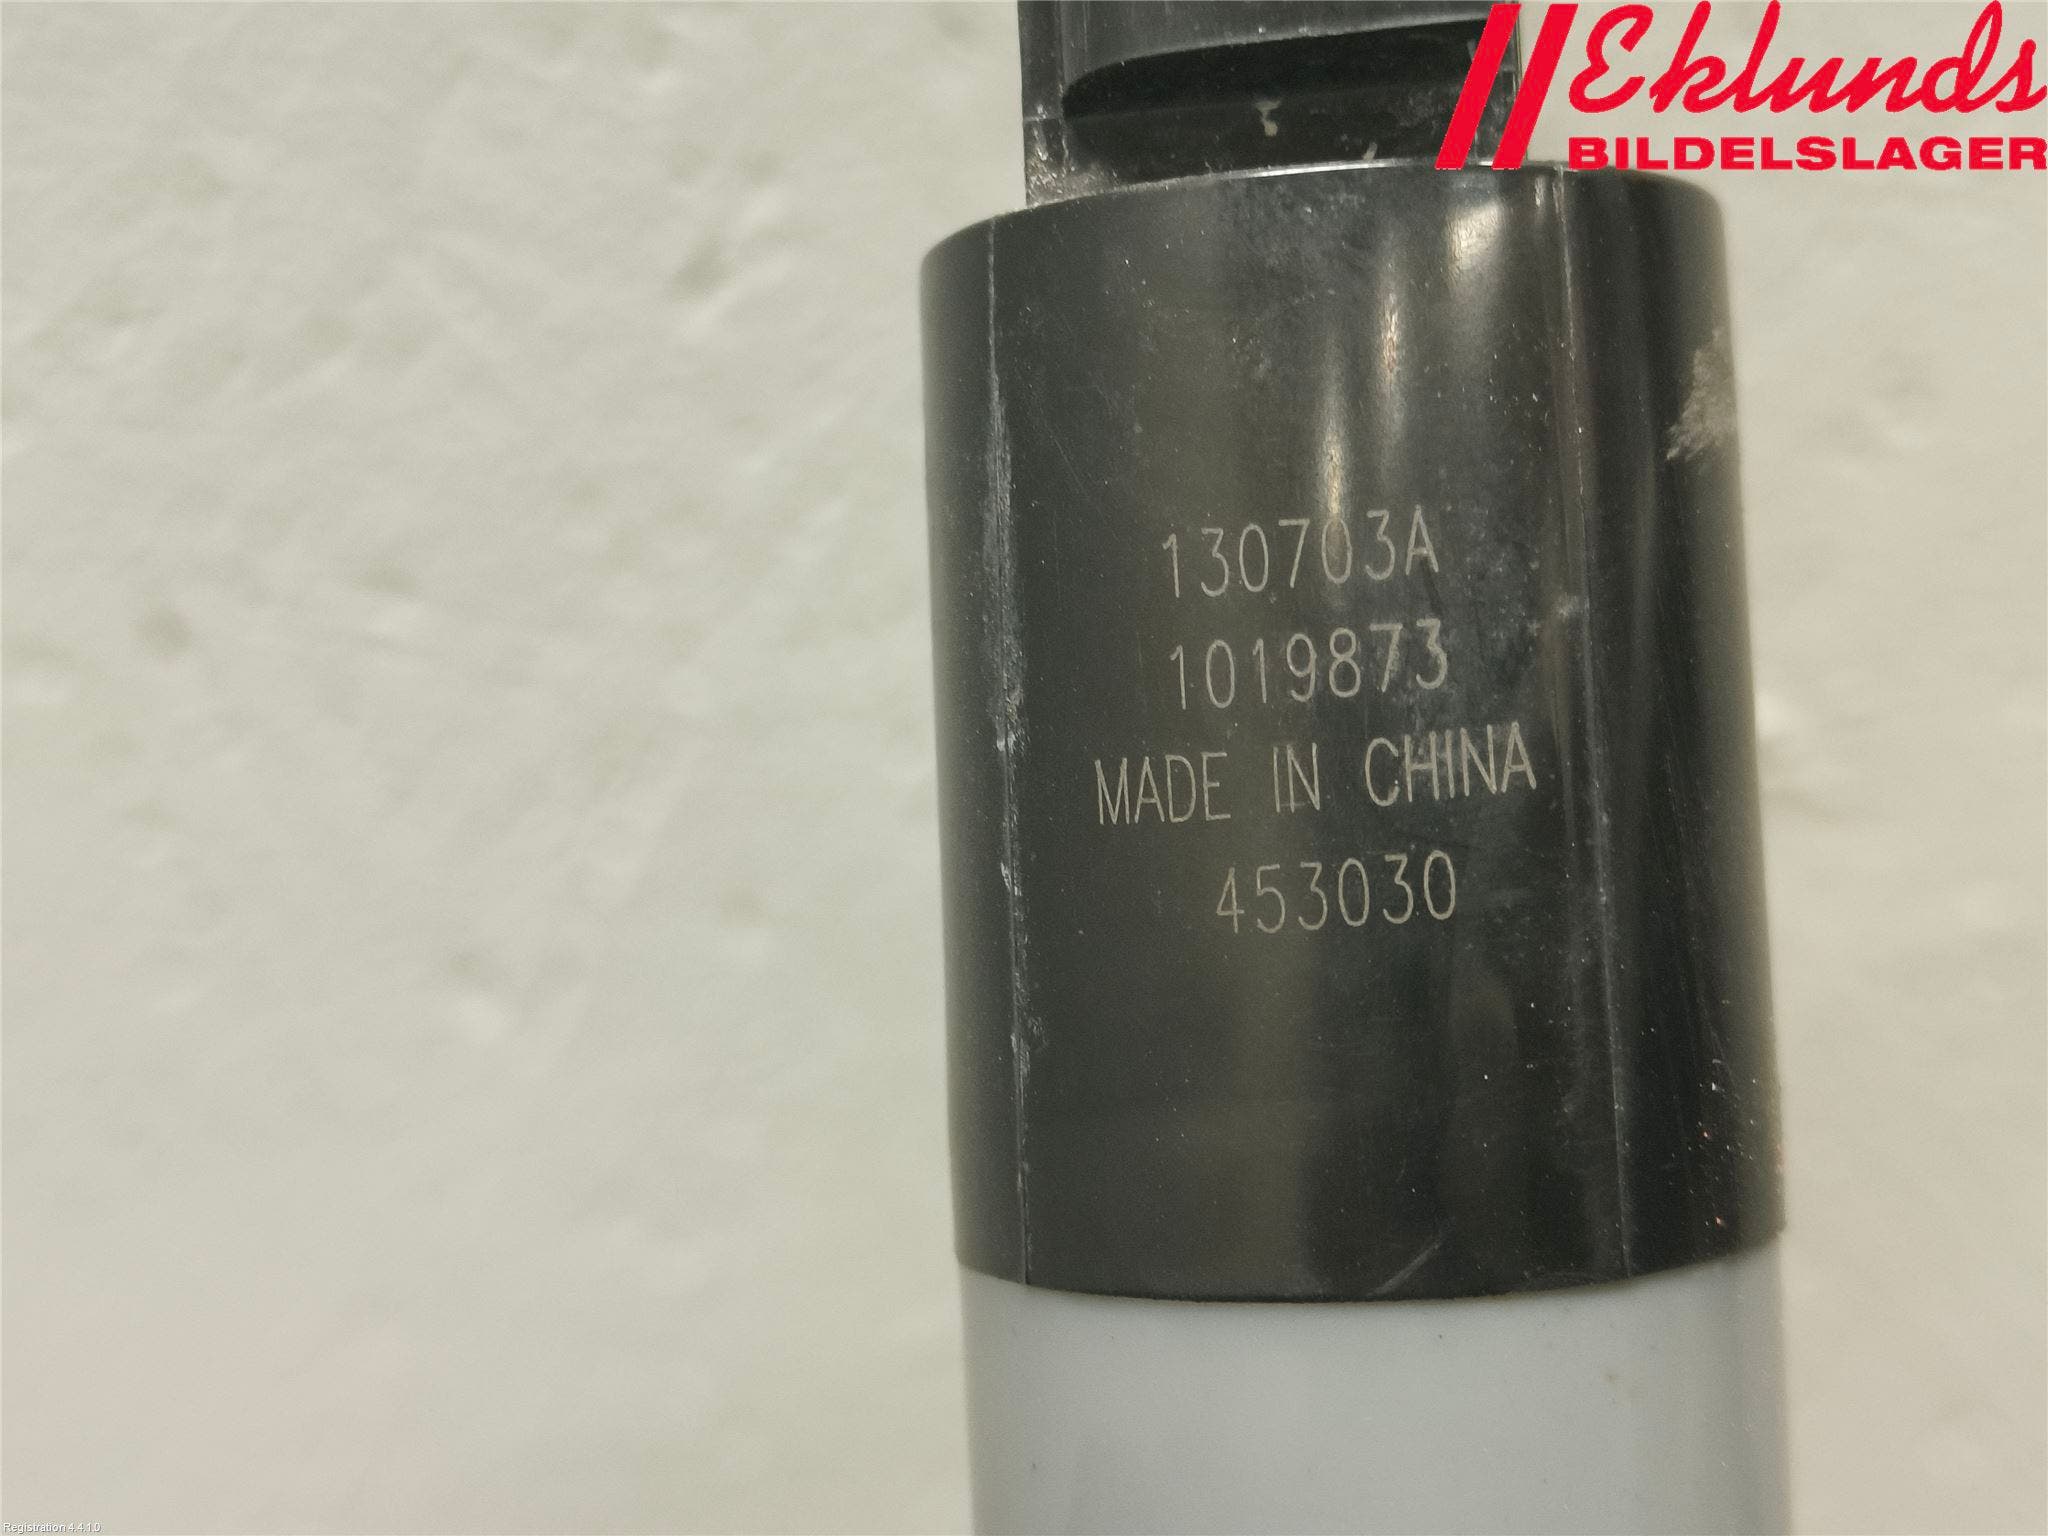 Eklunds
BILDELSLAGER
130703A
1019873
MADE IN CHINA
453030
Registration 4.4.1.0